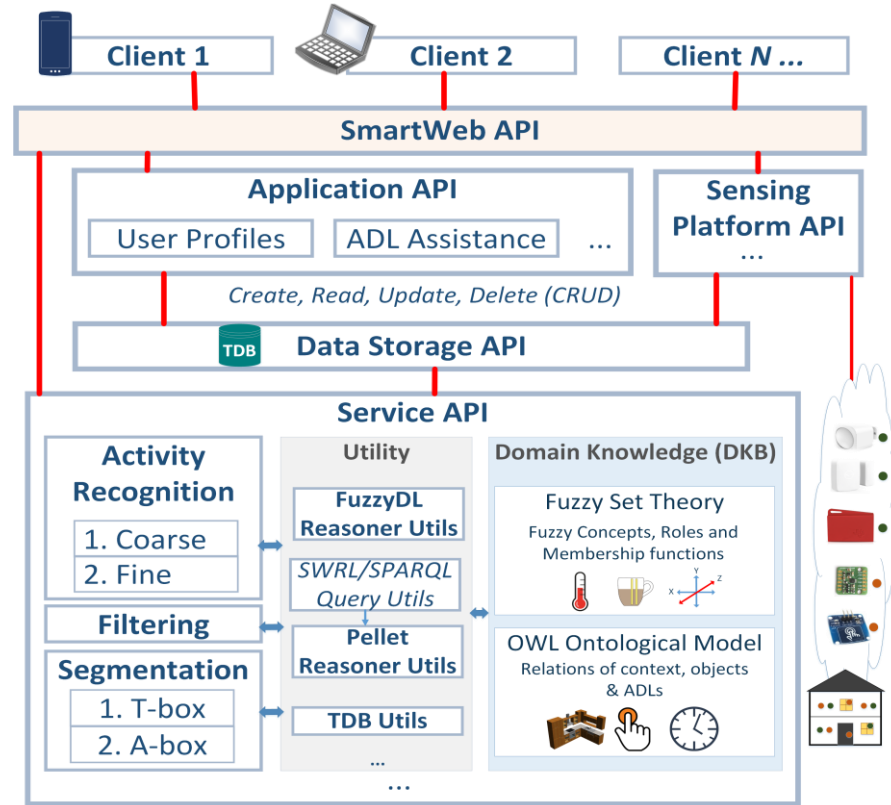 Client 1
Client 2
Client N ...
SmartWeb API
Application API
User Profiles
ADL Assistance
...
Sensing
Platform API
...
Create, Read, Update, Delete (CRUD)
TDB
Data Storage API
Service API
Activity
Recognition
1. Coarse
2. Fine
Filtering
Segmentation
1. T-box
2. A-box
Utility
FuzzyDL
Reasoner Utils
SWRL/SPARQL
Query Utils
Pellet
Reasoner Utils
TDB Utils
...
...
Domain Knowledge (DKB)
Fuzzy Set Theory
Fuzzy Concepts, Roles and
Membership functions
Y
Z
X
OWL Ontological Model
Relations of context, objects
& ADLs